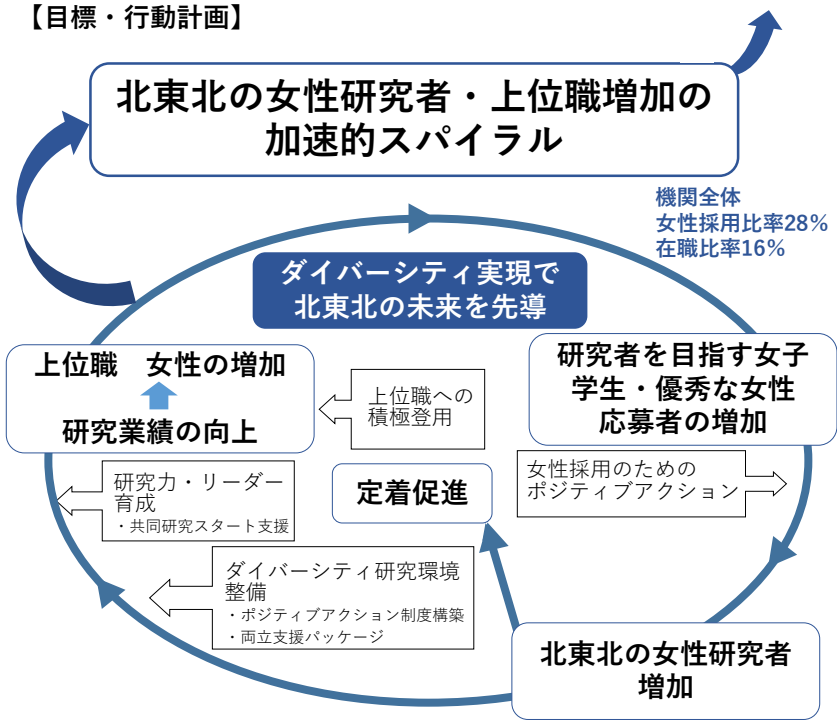 【目標・行動計画】
北東北の女性研究者・上位職増加の
加速的スパイラル
機関全体
女性採用比率28%
在職比率16%
ダイバーシティ実現で
北東北の未来を先導
上位職　女性の増加
研究業績の向上
上位職への
積極登用
研究者を目指す女子
学生・優秀な女性
応募者の増加
女性採用のための
ポジティブアクション
研究力・リーダー
育成
・共同研究スタート支援
定着促進
ダイバーシティ研究環境
整備
・ポジティブアクション制度構築
・両立支援パッケージ
北東北の女性研究者
増加